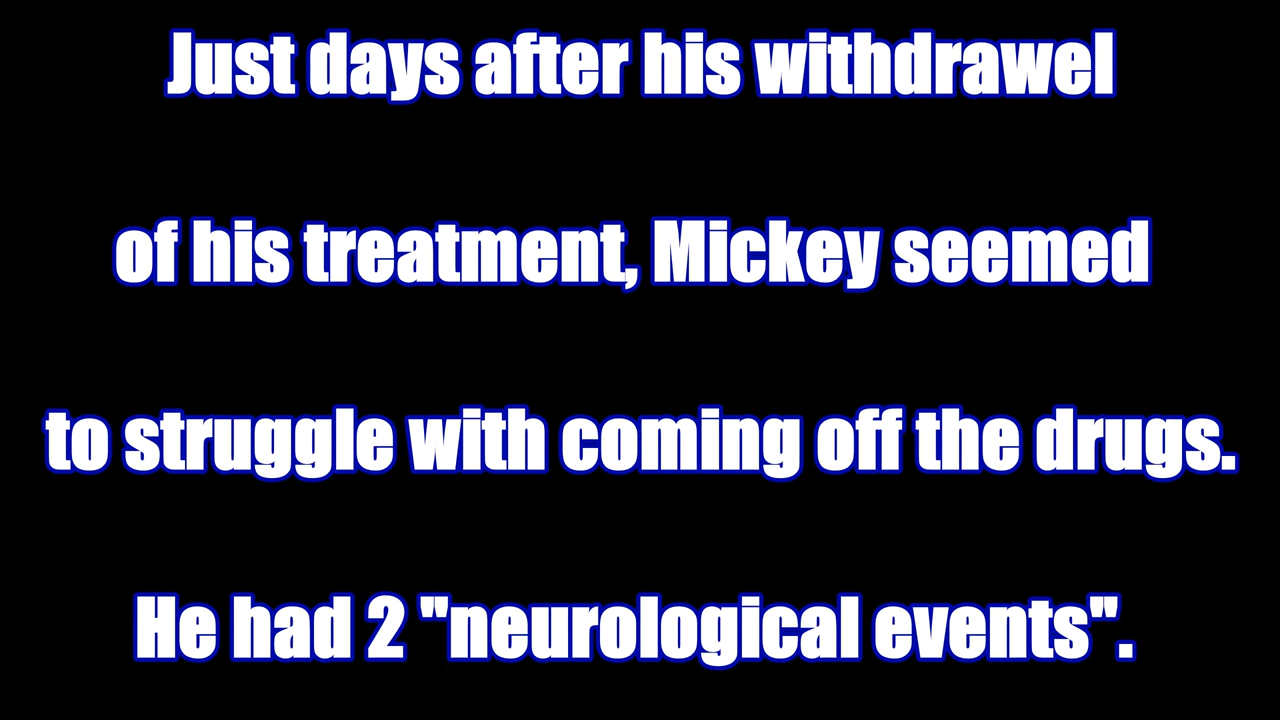 Just days after his withdrawel
of his treatment, Mickey seemed
to struggle with coming off the drugs.
He had 2 "neurological events".